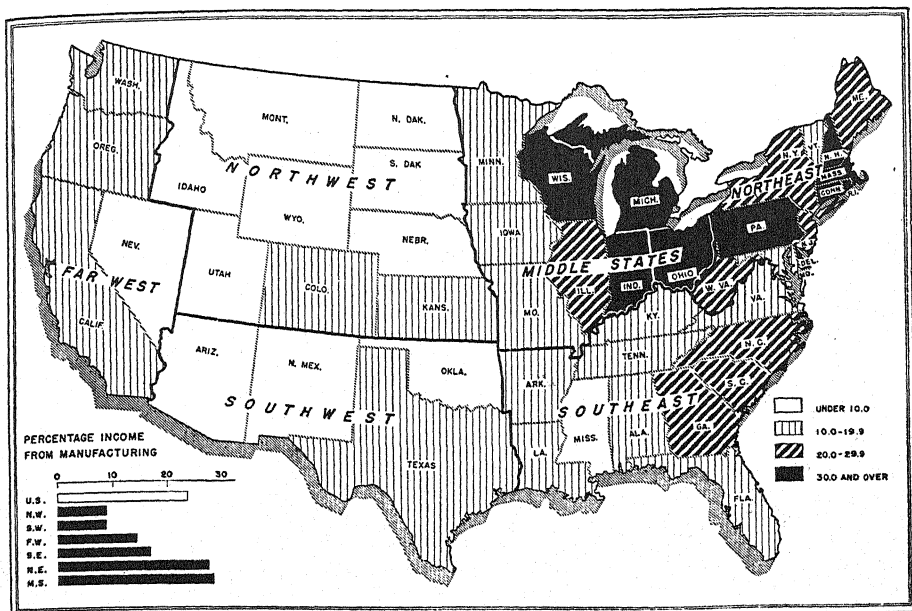 WASH.
OREG.
CALIF.
NEV.
FAR WEST
MONT.
IDAHO
WYO.
UTAH
COLO.
N. DAK.
S. DAK
NEBR.
KANS.
NORTHWEST
ARIZ.
N. MEX.
OKLA.
TEXAS
SOUTHWEST
MINN.
IOWA
MO.
WIS.
ILL.
MICH.
IND.
OHIO
MIDDLE STATES
ME.
N.H.
VT.
MASS.
CONN.
R.I.
N.Y.
PA.
N.J.
DEL.
W. VA.
NORTHEAST
KY.
VA.
TENN.
N.C.
S.C.
GA.
ARK.
LA.
MISS.
ALA.
FLA.
SOUTHEAST
UNDER 10.0
10.0-19.9
20.0-29.9
30.0 AND OVER
PERCENTAGE INCOME
FROM MANUFACTURING
0 10 20 30
U.S.
N.W.
S.W.
F.W.
S.E.
N.E.
M.S.